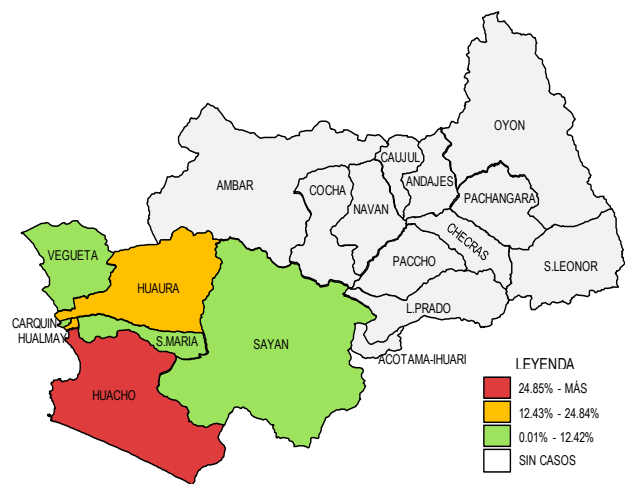 OYON
CAUJUL
AMBAR
COCHA
ANDAJES
NAVAN
PACHANGARA
CHECRAS
VEGUETA
PACCHO
S.LEONOR
HUAURA
L.PRADO
CARQUIN
HUALMAY
S.MARIA
SAYAN
ACOTAMA-IHUARI
HUACHO
LEYENDA
24.85% - MÁS
12.43% - 24.84%
0.01% - 12.42%
SIN CASOS